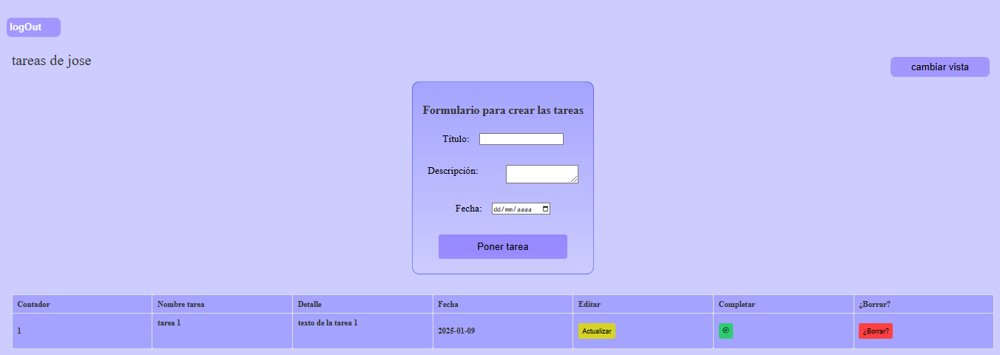 logOut
tareas de jose
cambiar vista
Formulario para crear las tareas
Título:
Descripción:
Fecha: dd/mm/aaaa
Poner tarea
Contador Nombre tarea Detalle Fecha Editar Completar ¿Borrar?
1 tarea 1 texto de la tarea 1 2025-01-09 Actualizar ¿Borrar?